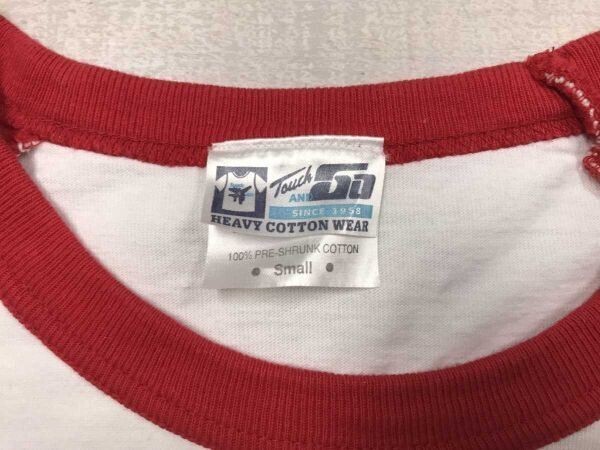 Touch
AND Go
SINCE 1958
HEAVY COTTON WEAR
100% PRE-SHRUNK COTTON
• Small •